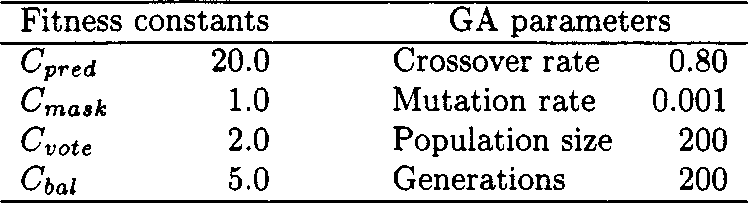 Fitness constants GA parameters
C_pred 20.0 Crossover rate 0.80
C_mask 1.0 Mutation rate 0.001
C_vote 2.0 Population size 200
C_bal 5.0 Generations 200